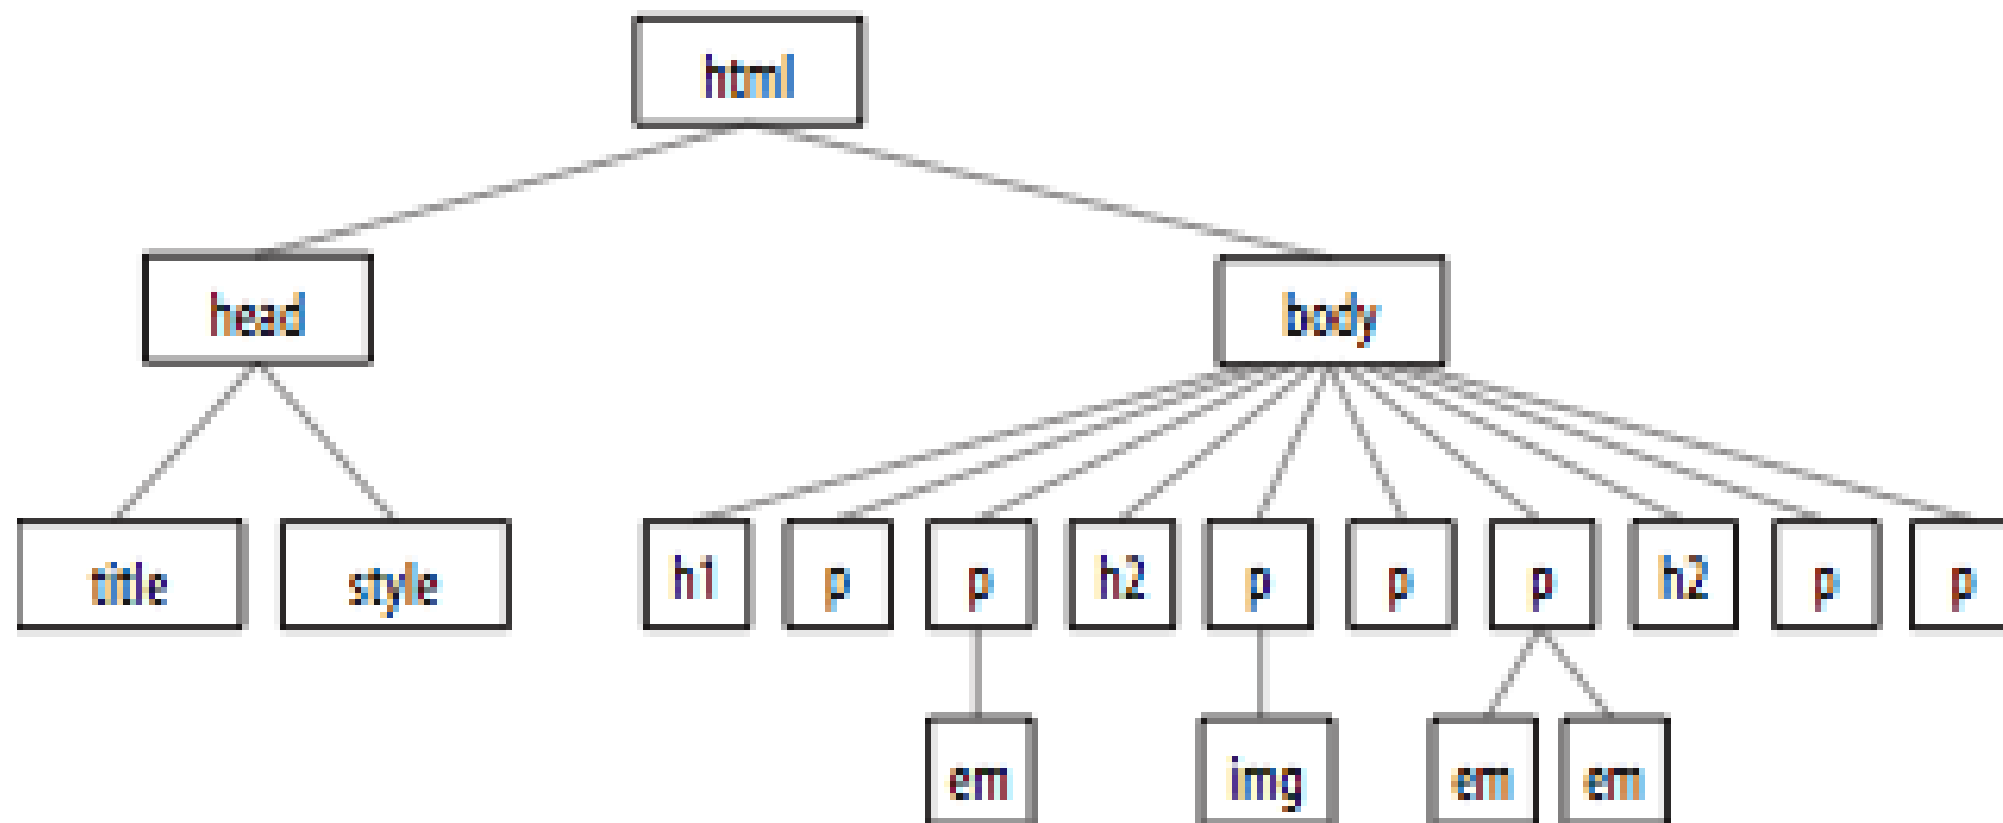 html
head body
title style h1 p p h2 p p p h2 p p
em img em em